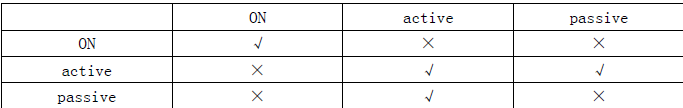 ON active passive
ON √ × ×
active × √ √
passive × √ ×